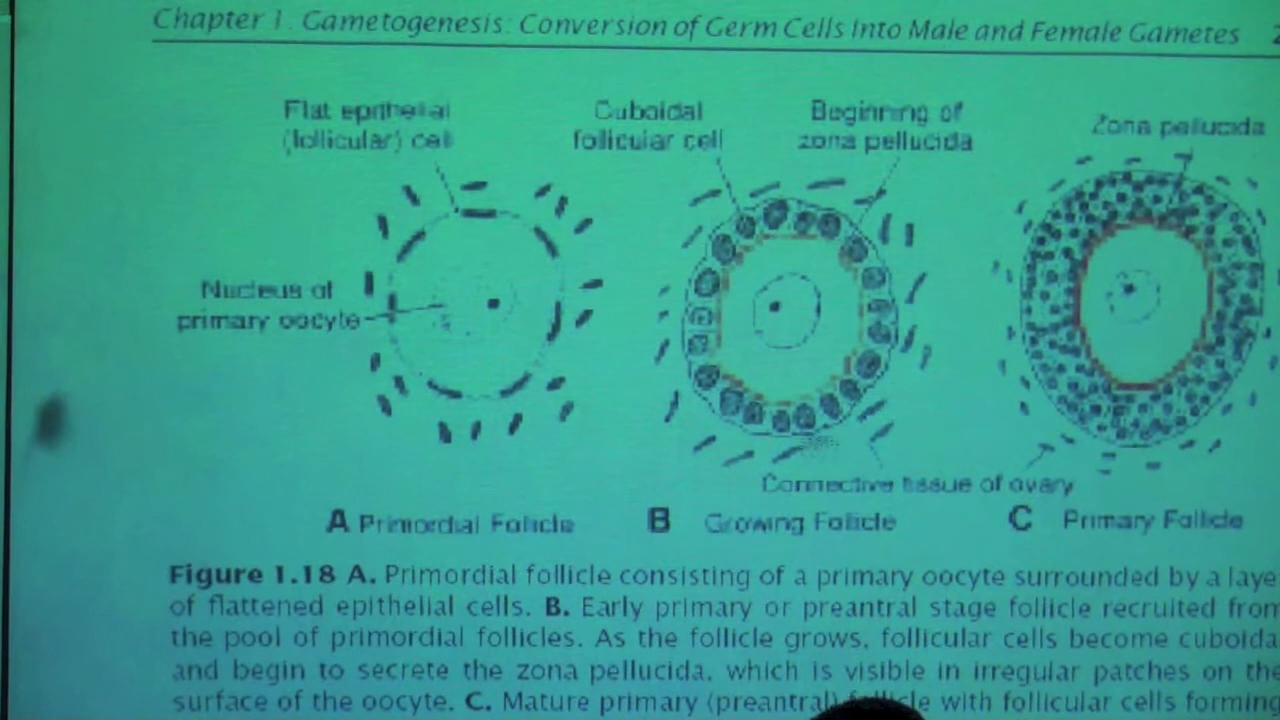 Chapter 1. Gametogenesis: Conversion of Germ Cells Into Male and Female Gametes
Flat epithelial
(follicular) cell
Cuboidal
follicular cell
Beginning of
zona pellucida
Zona pellucida
Nucleus of
primary oocyte
Connective tissue of ovary
A Primordial Follicle
B Growing Follicle
C Primary Follicle
Figure 1.18 A. Primordial follicle consisting of a primary oocyte surrounded by a laye
of flattened epithelial cells. B. Early primary or preantral stage follicle recruited from
the pool of primordial follicles. As the follicle grows, follicular cells become cuboida
and begin to secrete the zona pellucida, which is visible in irregular patches on the
surface of the oocyte. C. Mature primary (preantral) follicle with follicular cells forming